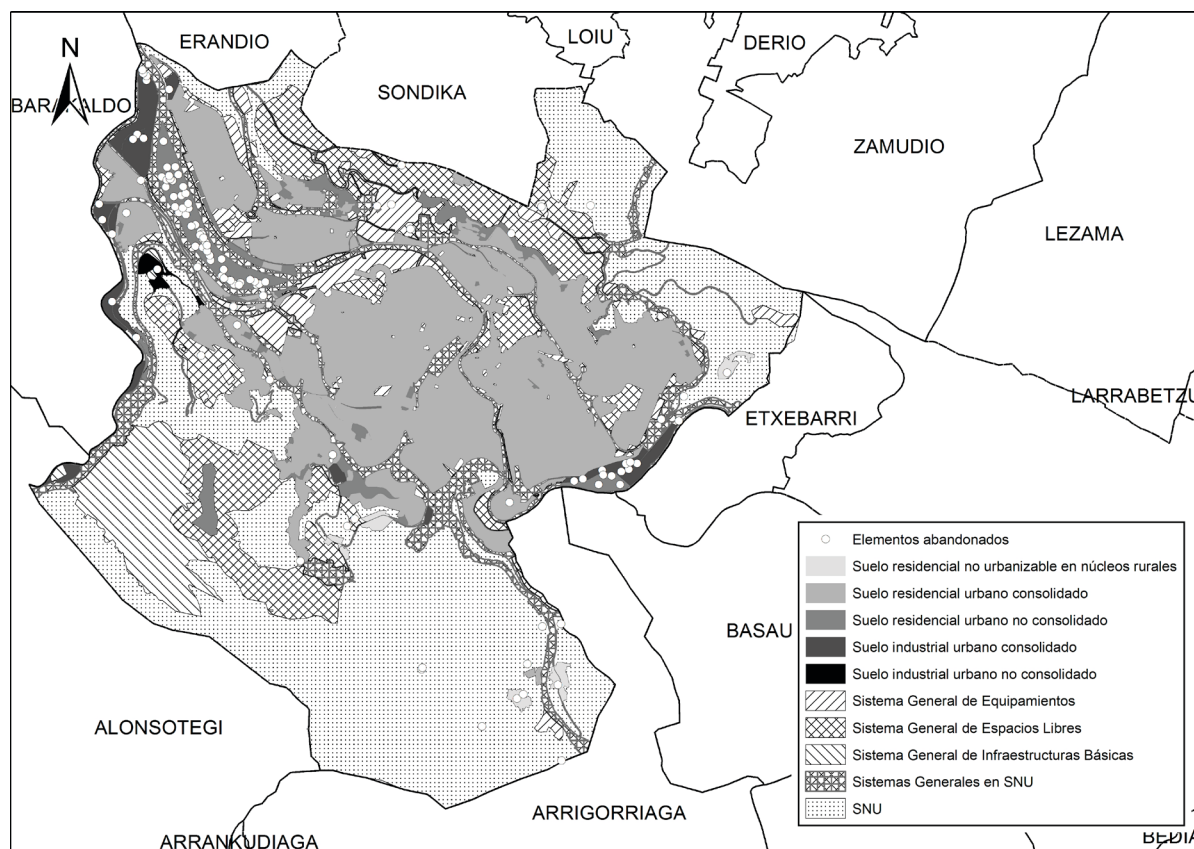 ERANDIO
LOIU
DERIO
N
BARAKALDO
SONDIKA
ZAMUDIO
LEZAMA
LARRABETZU
ETXEBARRI
BASAU
ALONSOTEGI
ARRIGORRIAGA
ARRANKUDIAGA
BEDIA
Elementos abandonados
Suelo residencial no urbanizable en núcleos rurales
Suelo residencial urbano consolidado
Suelo residencial urbano no consolidado
Suelo industrial urbano consolidado
Suelo industrial urbano no consolidado
Sistema General de Equipamientos
Sistema General de Espacios Libres
Sistema General de Infraestructuras Básicas
Sistemas Generales en SNU
SNU